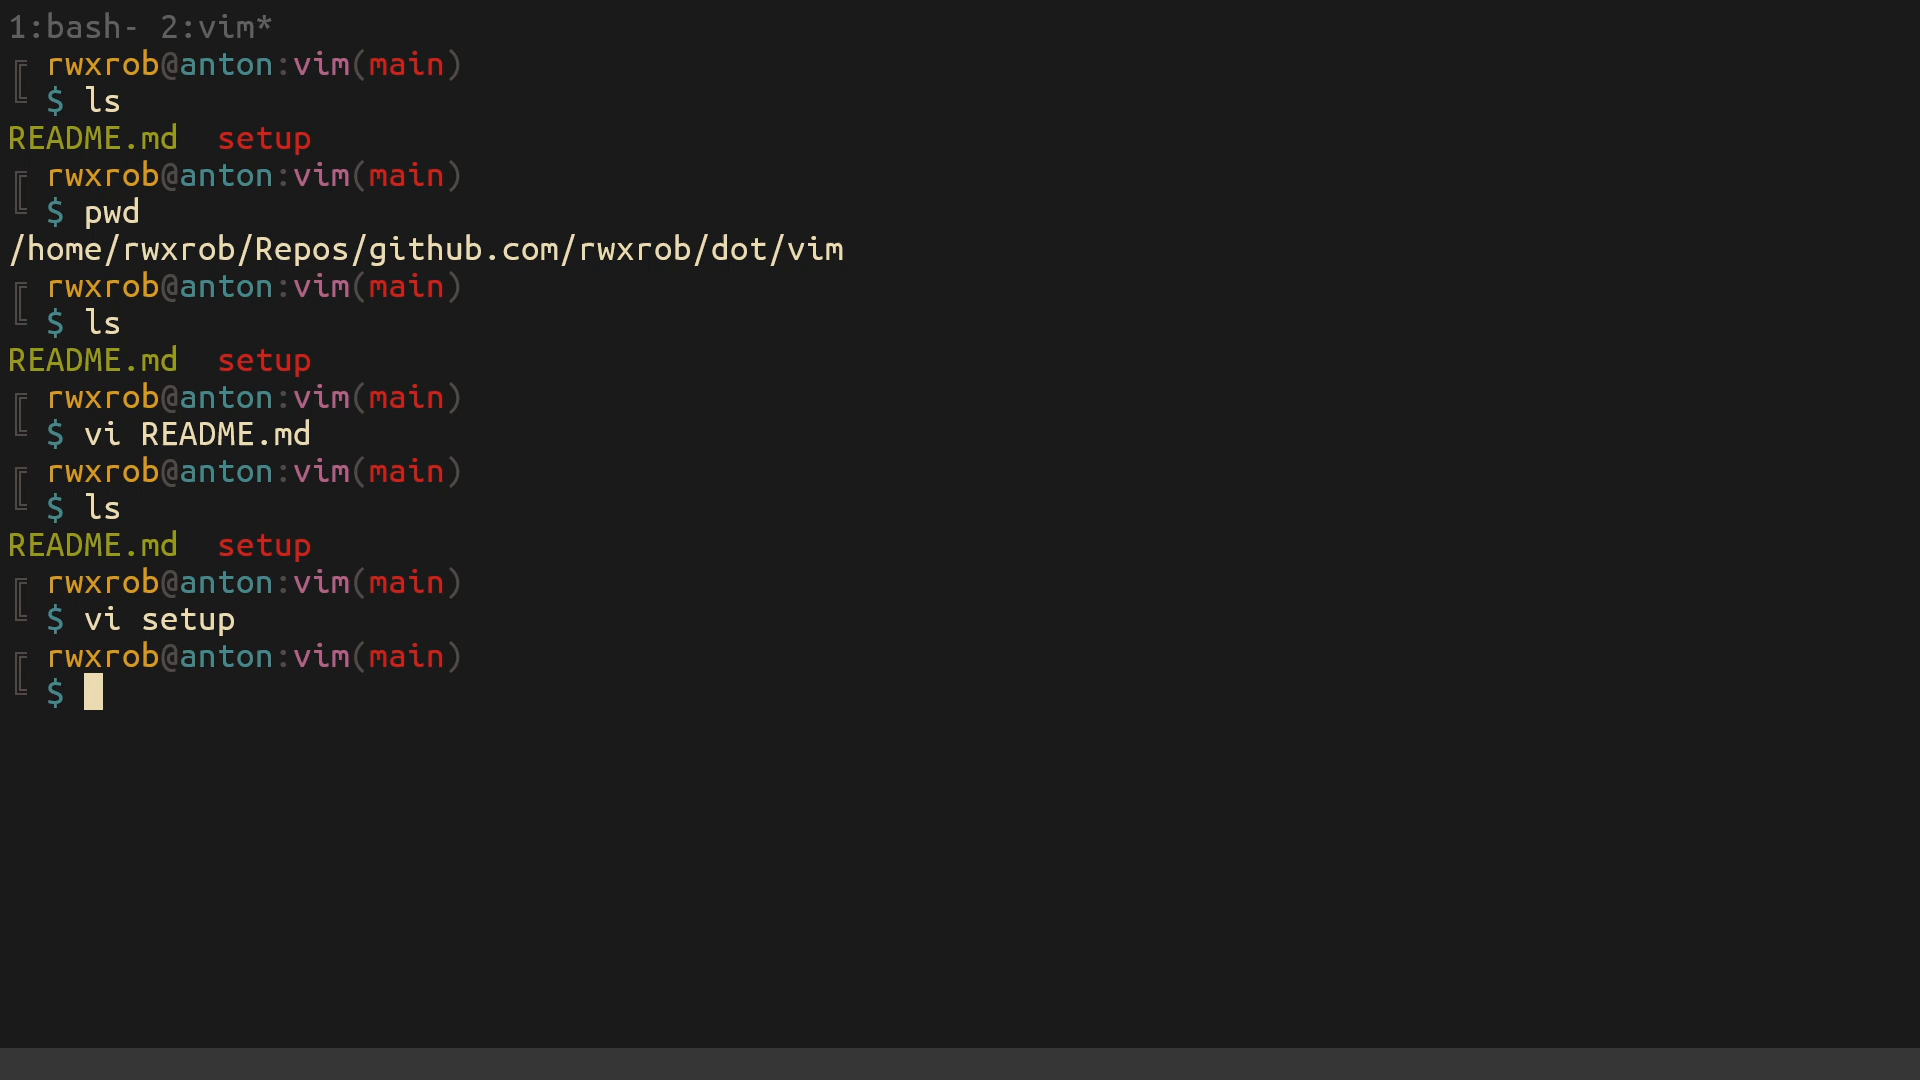 1:bash- 2:vim*
╔ rwxrob@anton:vim(main)
╚ $ ls
README.md  setup
╔ rwxrob@anton:vim(main)
╚ $ pwd
/home/rwxrob/Repos/github.com/rwxrob/dot/vim
╔ rwxrob@anton:vim(main)
╚ $ ls
README.md  setup
╔ rwxrob@anton:vim(main)
╚ $ vi README.md
╔ rwxrob@anton:vim(main)
╚ $ ls
README.md  setup
╔ rwxrob@anton:vim(main)
╚ $ vi setup
╔ rwxrob@anton:vim(main)
╚ $